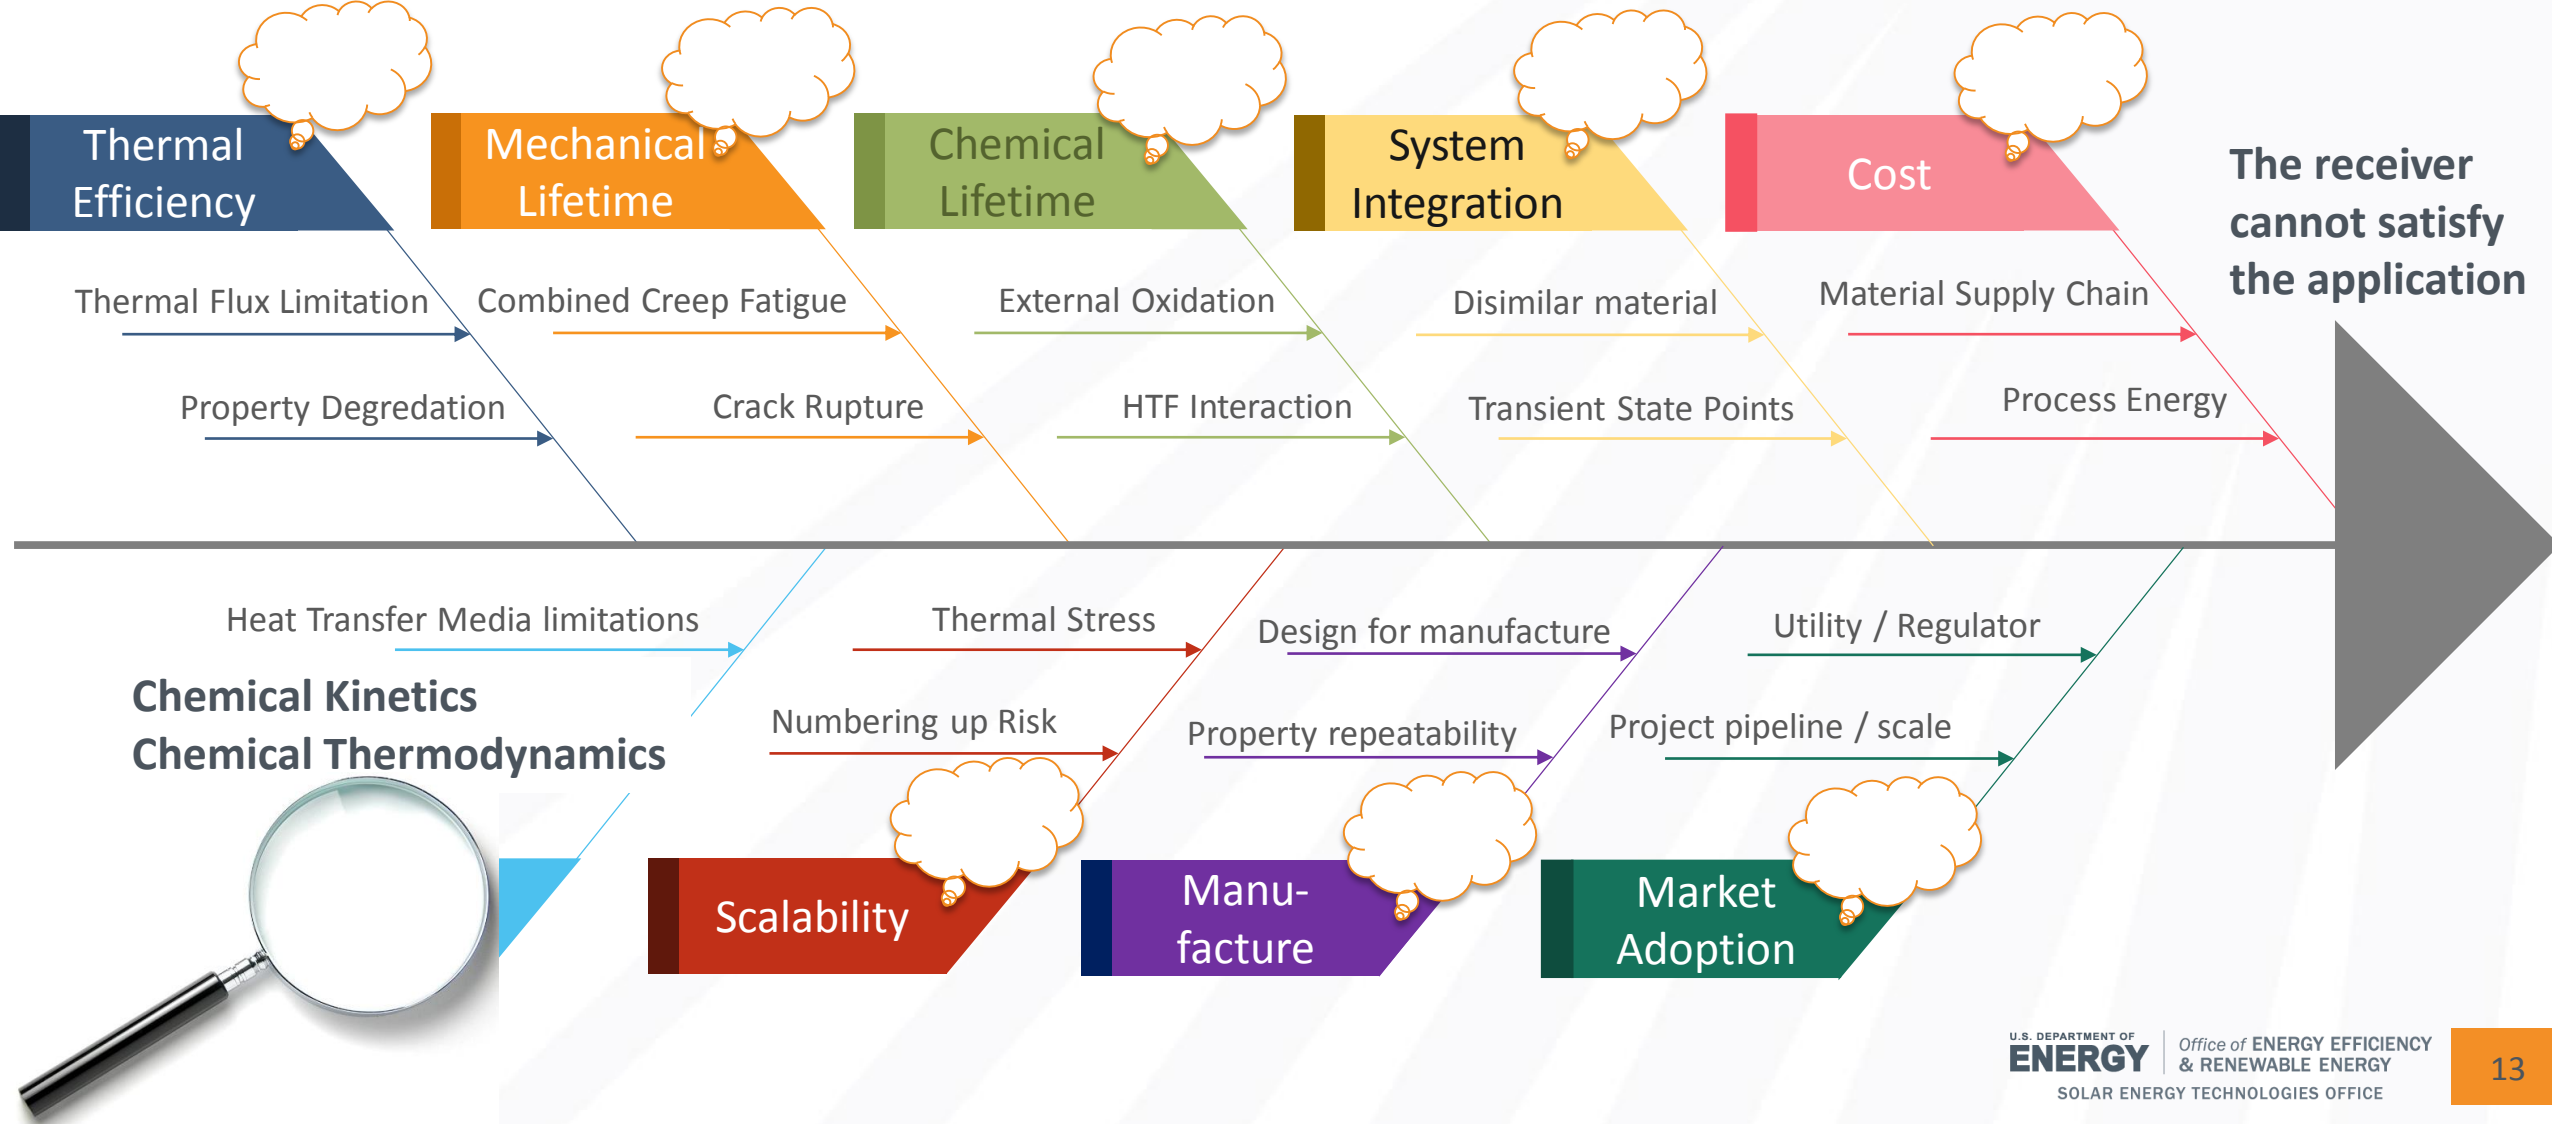 Thermal
Efficiency
Mechanical
Lifetime
Chemical
Lifetime
System
Integration
Cost
The receiver
cannot satisfy
the application
Thermal Flux Limitation
Combined Creep Fatigue
External Oxidation
Disimilar material
Material Supply Chain
Property Degredation
Crack Rupture
HTF Interaction
Transient State Points
Process Energy
Heat Transfer Media limitations
Thermal Stress
Design for manufacture
Utility / Regulator
Chemical Kinetics
Chemical Thermodynamics
Numbering up Risk
Property repeatability
Project pipeline / scale
Scalability
Manu-
facture
Market
Adoption
U.S. DEPARTMENT OF
ENERGY
Office of ENERGY EFFICIENCY
& RENEWABLE ENERGY
SOLAR ENERGY TECHNOLOGIES OFFICE
13